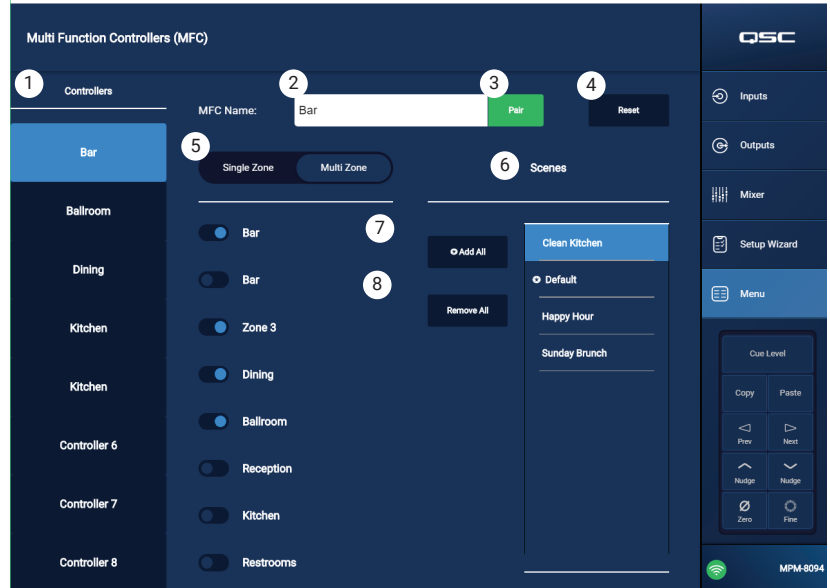 Multi Function Controllers (MFC)
QSC
1
Controllers
2
3
4
MFC Name:
Bar
Pair
Reset
5
Single Zone
Multi Zone
6
Scenes
Bar
Ballroom
Dining
Kitchen
Kitchen
Controller 6
Controller 7
Controller 8
7
8
Bar
Bar
Zone 3
Dining
Ballroom
Reception
Kitchen
Restrooms
Add All
Remove All
Clean Kitchen
Default
Happy Hour
Sunday Brunch
Inputs
Outputs
Mixer
Setup Wizard
Menu
Cue Level
Copy
Paste
Prev
Next
Nudge
Nudge
Zero
Fine
MPM-8094